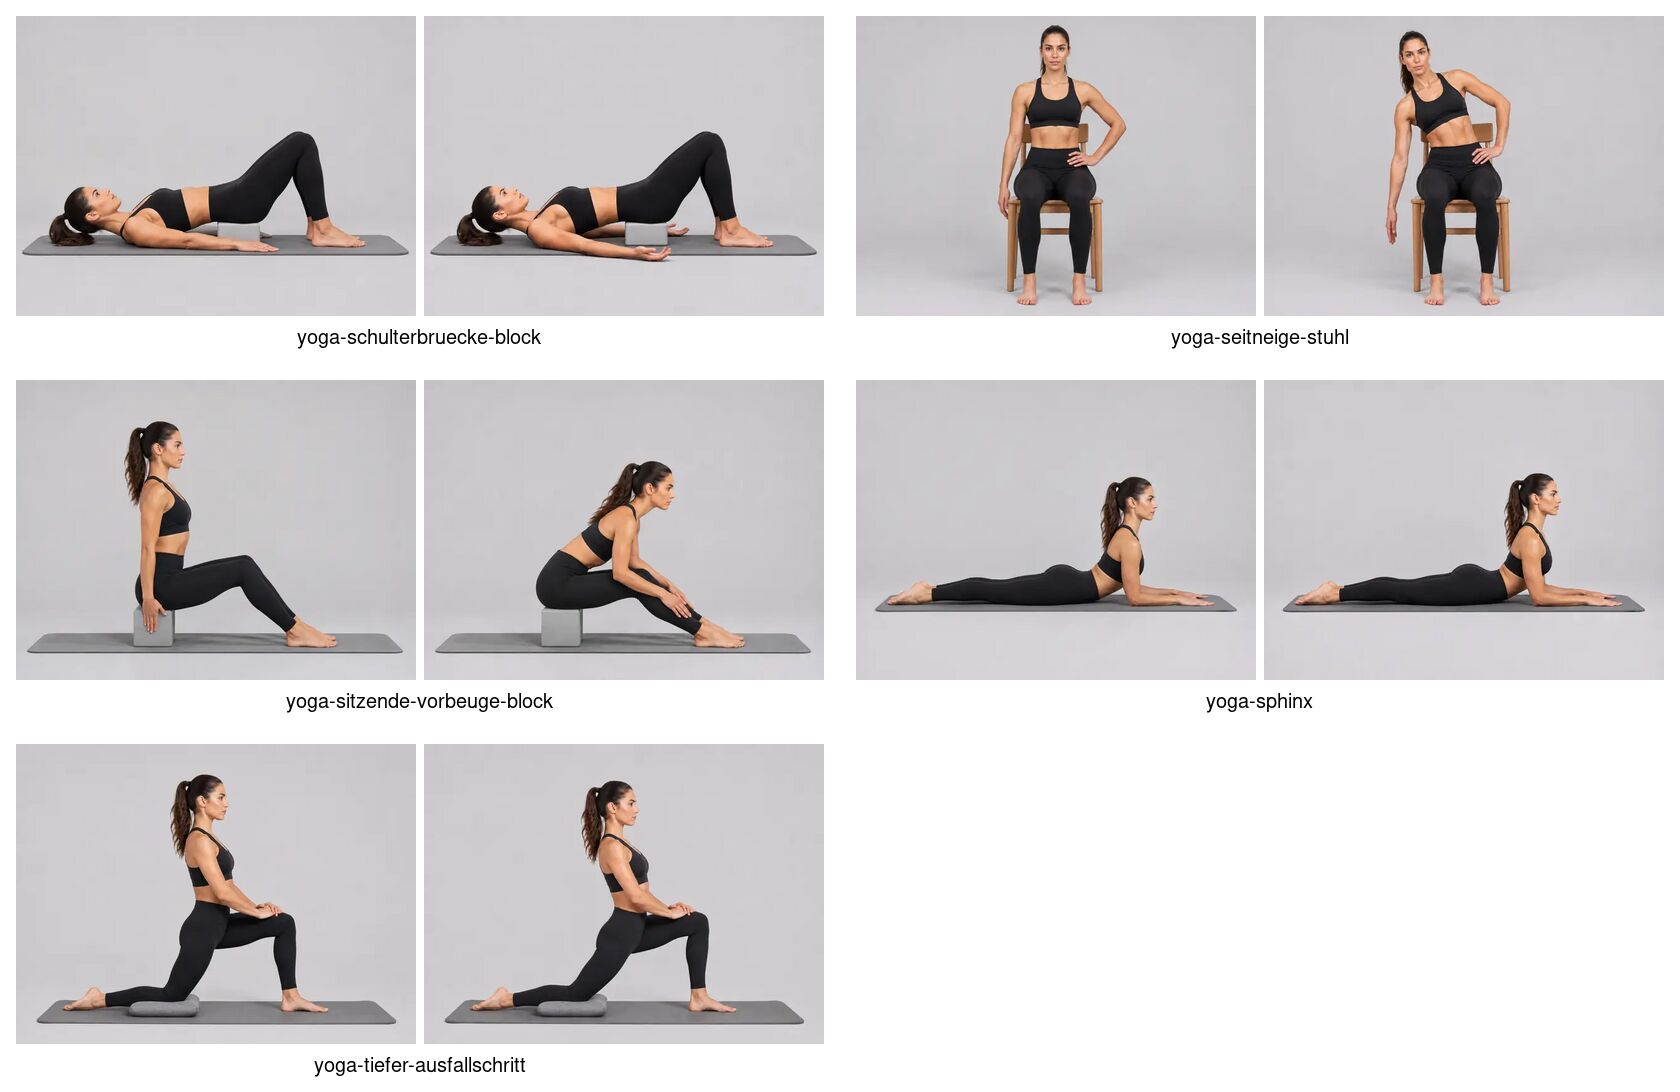 yoga-schulterbruecke-block
yoga-seitneige-stuhl
yoga-sitzende-vorbeuge-block
yoga-sphinx
yoga-tiefer-ausfallschritt